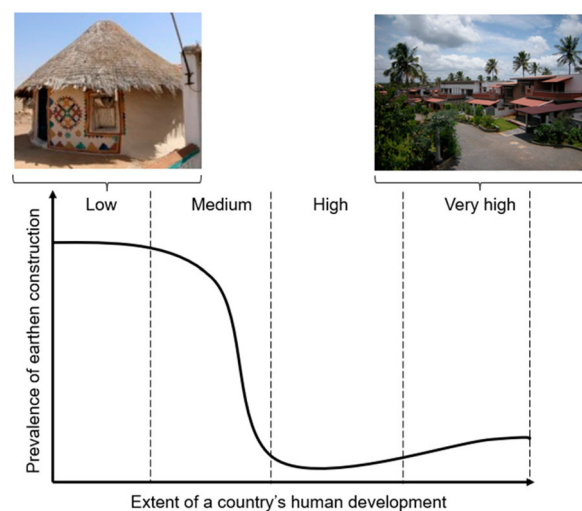 Low
Medium
High
Very high
Prevalence of earthen construction
Extent of a country's human development